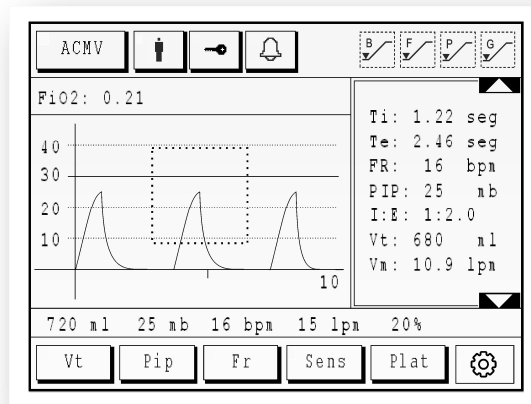 ACMV
B F P G
FiO2: 0.21
Ti: 1.22 seg
Te: 2.46 seg
FR: 16 bpm
PIP: 25 mb
I:E: 1:2.0
Vt: 680 ml
Vm: 10.9 lpm
40
30
20
10
10
720 ml 25 mb 16 bpm 15 lpm 20%
Vt Pip Fr Sens Plat